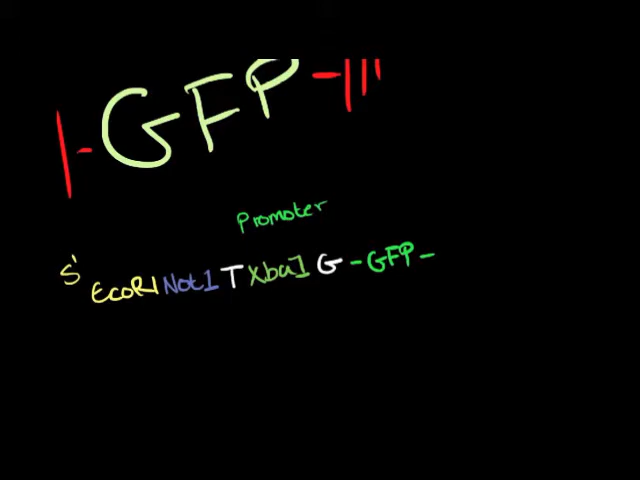 |-GFP-|||
Promoter
5' EcoRI Not1 T Xba1 G - GFP -